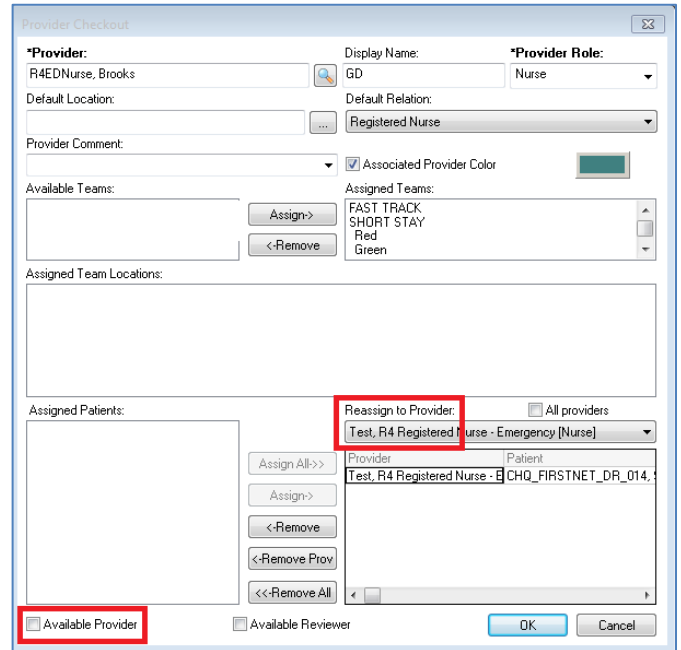 Provider Checkout
*Provider: Display Name: *Provider Role:
R4EDNurse, Brooks GD Nurse
Default Location: Default Relation:
... Registered Nurse
Provider Comment:
Associated Provider Color
Available Teams: Assigned Teams:
Assign-> FAST TRACK
SHORT STAY
<-Remove Red
Green
Assigned Team Locations:
Assigned Patients: Reassign to Provider: All providers
Test, R4 Registered Nurse - Emergency [Nurse]
Assign All->> Provider Patient
Test, R4 Registered Nurse - E CHQ_FIRSTNET_DR_014,
Assign->
<-Remove
<-Remove Prov
<<-Remove All
Available Provider Available Reviewer OK Cancel